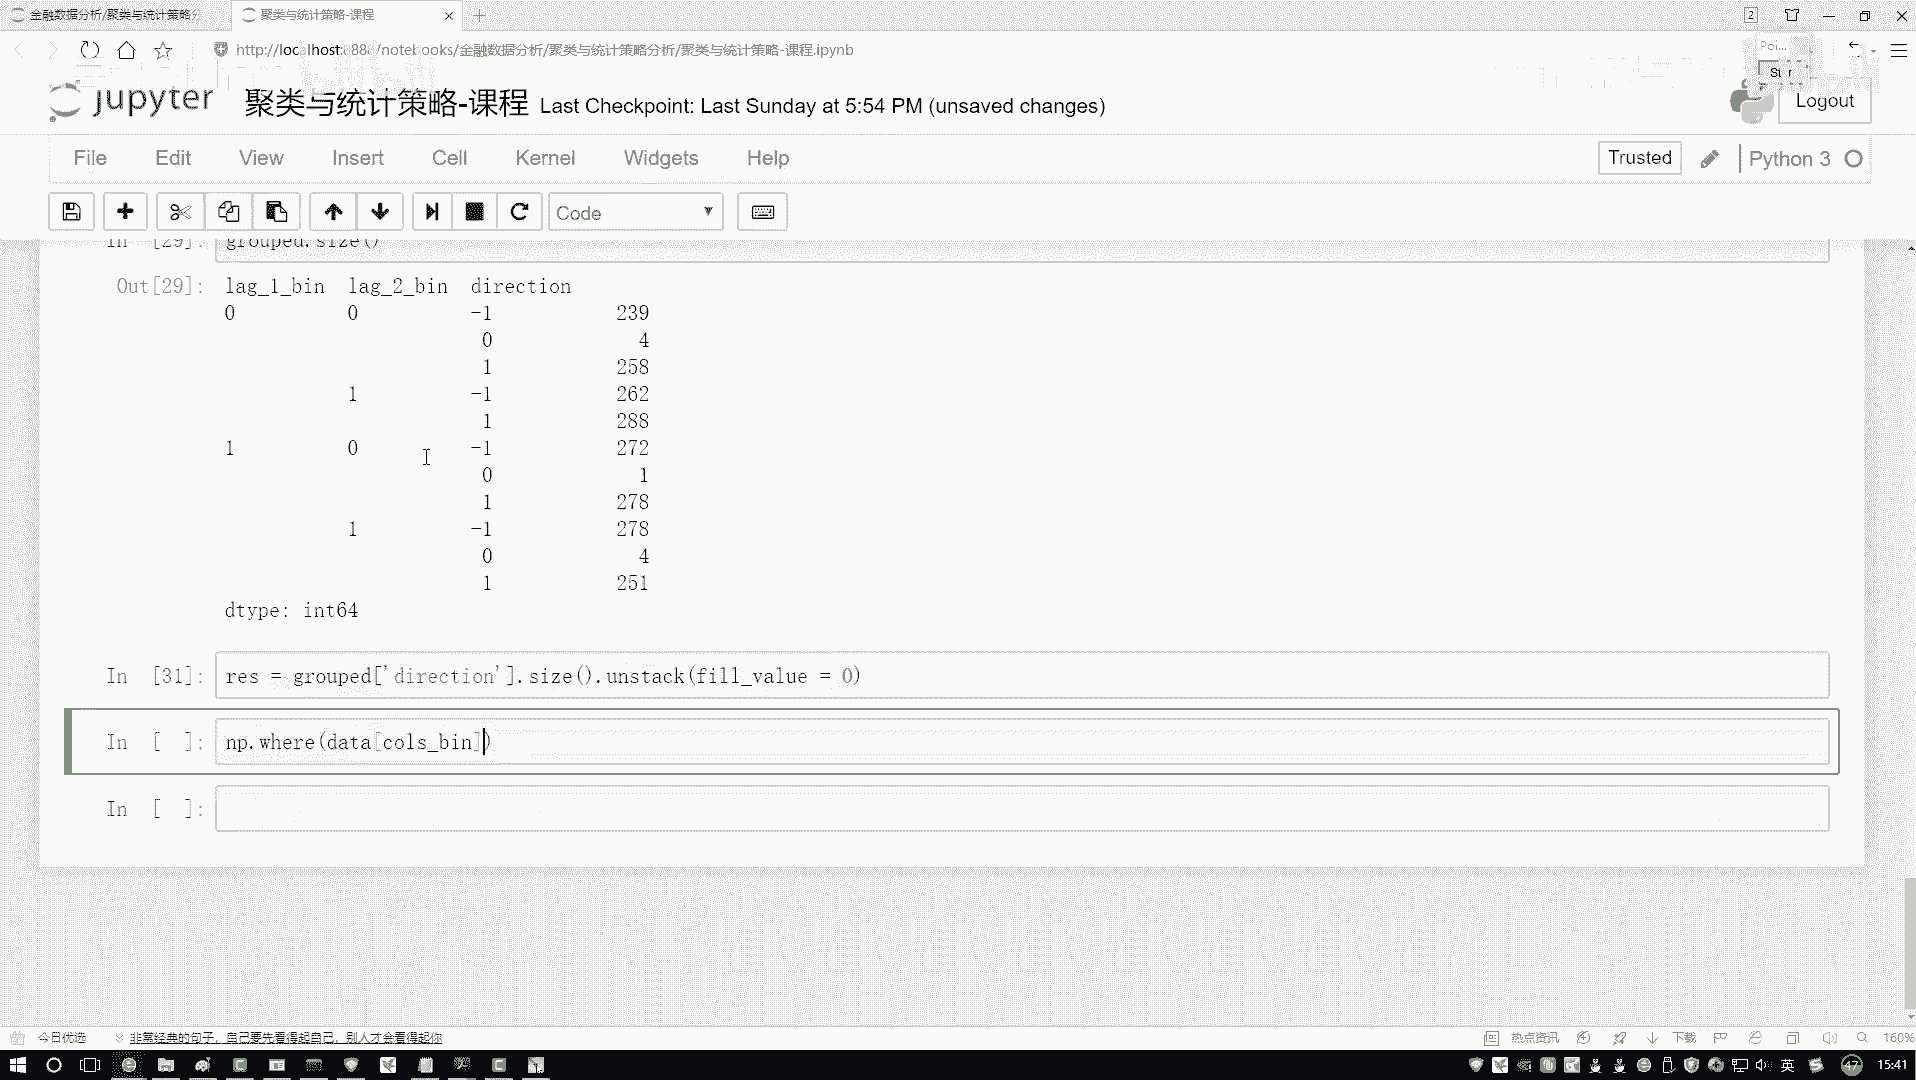 金融数据分析/聚类与统计策略分
聚类与统计策略-课程
2
http://localhost:888 /notebooks/金融数据分析/聚类与统计策略分析/聚类与统计策略-课程.ipynb
Poi...
jupyter 聚类与统计策略-课程 Last Checkpoint: Last Sunday at 5:54 PM (unsaved changes)
Logout
File Edit View Insert Cell Kernel Widgets Help
Trusted Python 3
Code
In [29]: grouped.size()
Out[29]: lag_1_bin lag_2_bin direction
0 0 -1 239
0 4
1 258
1 -1 262
1 288
1 0 -1 272
0 1
1 278
1 -1 278
0 4
1 251
dtype: int64
In [31]: res = grouped['direction'].size().unstack(fill_value = 0)
In [ ]: np.where(data[cols_bin])
In [ ]:
今日优选 非常经典的句子，自己要先看得起自己，别人才会看得起你
热点资讯 下载 160%
英 47 15:41